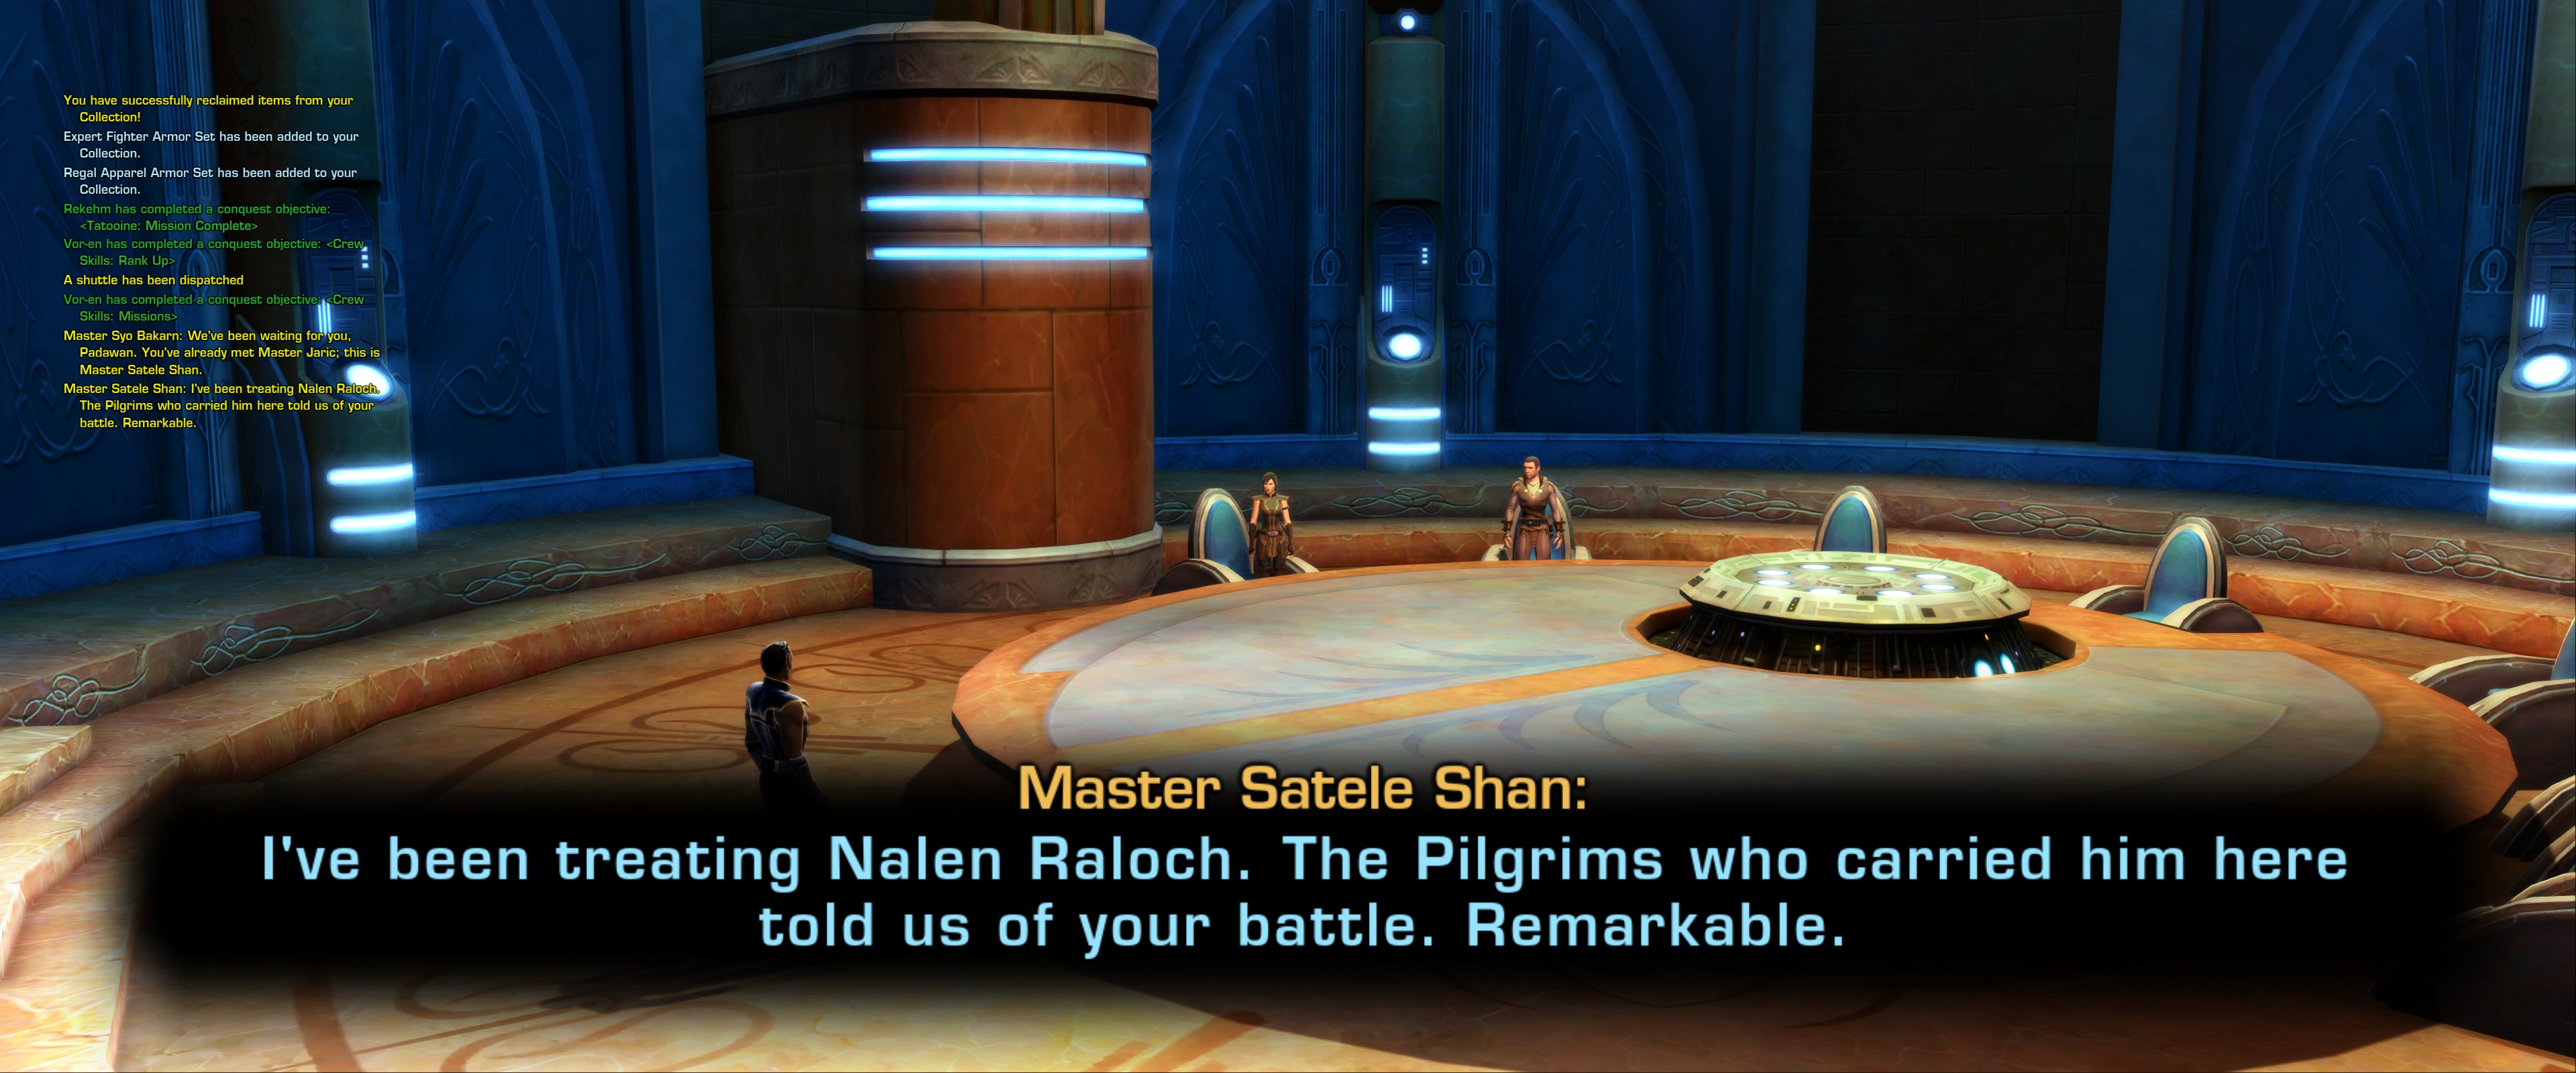 You have successfully reclaimed items from your
Collection!
Expert Fighter Armor Set has been added to your
Collection.
Regal Apparel Armor Set has been added to your
Collection.
Rekehm has completed a conquest objective:
<Tatooine: Mission Complete>
Vor-en has completed a conquest objective: <Crew
Skills: Rank Up>
A shuttle has been dispatched
Vor-en has completed a conquest objective: <Crew
Skills: Missions>
Master Syo Bakarn: We've been waiting for you,
Padawan. You've already met Master Jaric; this is
Master Satele Shan.
Master Satele Shan: I've been treating Nalen Raloch.
The Pilgrims who carried him here told us of your
battle. Remarkable.
Master Satele Shan:
I've been treating Nalen Raloch. The Pilgrims who carried him here
told us of your battle. Remarkable.